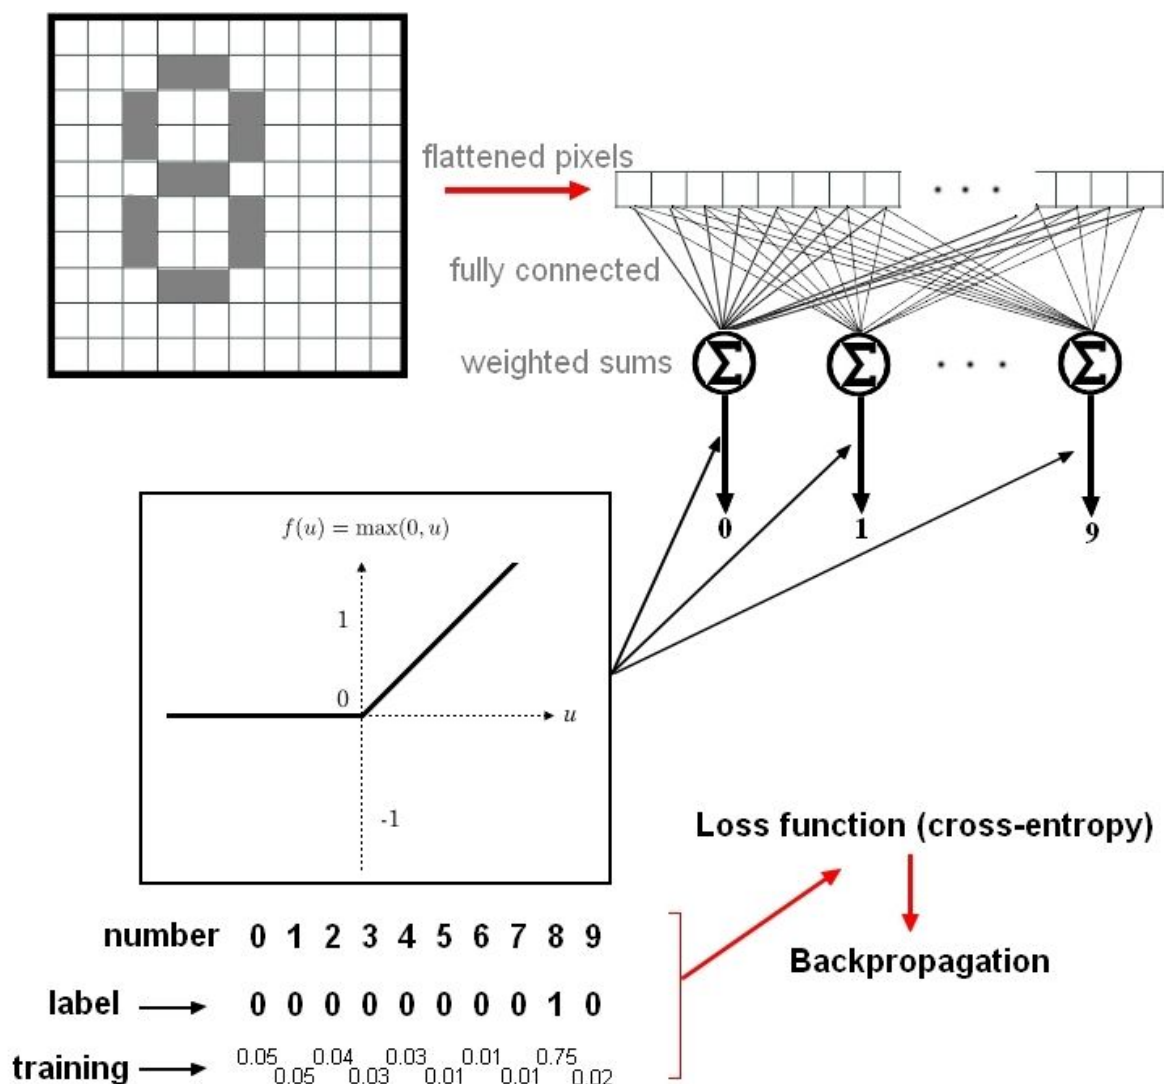 flattened pixels
. . .
fully connected
weighted sums
Σ Σ . . . Σ
0 1 9
f(u) = max(0, u)
1
0
u
-1
Loss function (cross-entropy)
Backpropagation
number 0 1 2 3 4 5 6 7 8 9
label 0 0 0 0 0 0 0 0 1 0
training 0.05 0.05 0.04 0.03 0.03 0.01 0.01 0.01 0.75 0.02